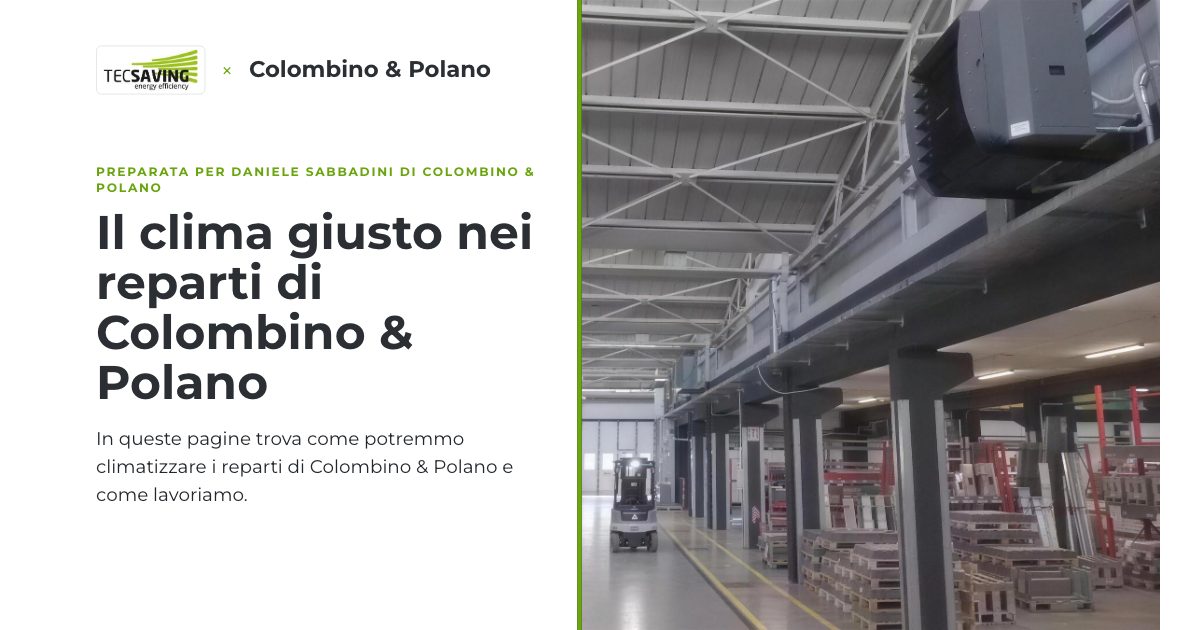 TECSAVING
energy efficiency
× Colombino & Polano
PREPARATA PER DANIELE SABBADINI DI COLOMBINO &
POLANO
Il clima giusto nei
reparti di
Colombino &
Polano
In queste pagine trova come potremmo
climatizzare i reparti di Colombino & Polano e
come lavoriamo.